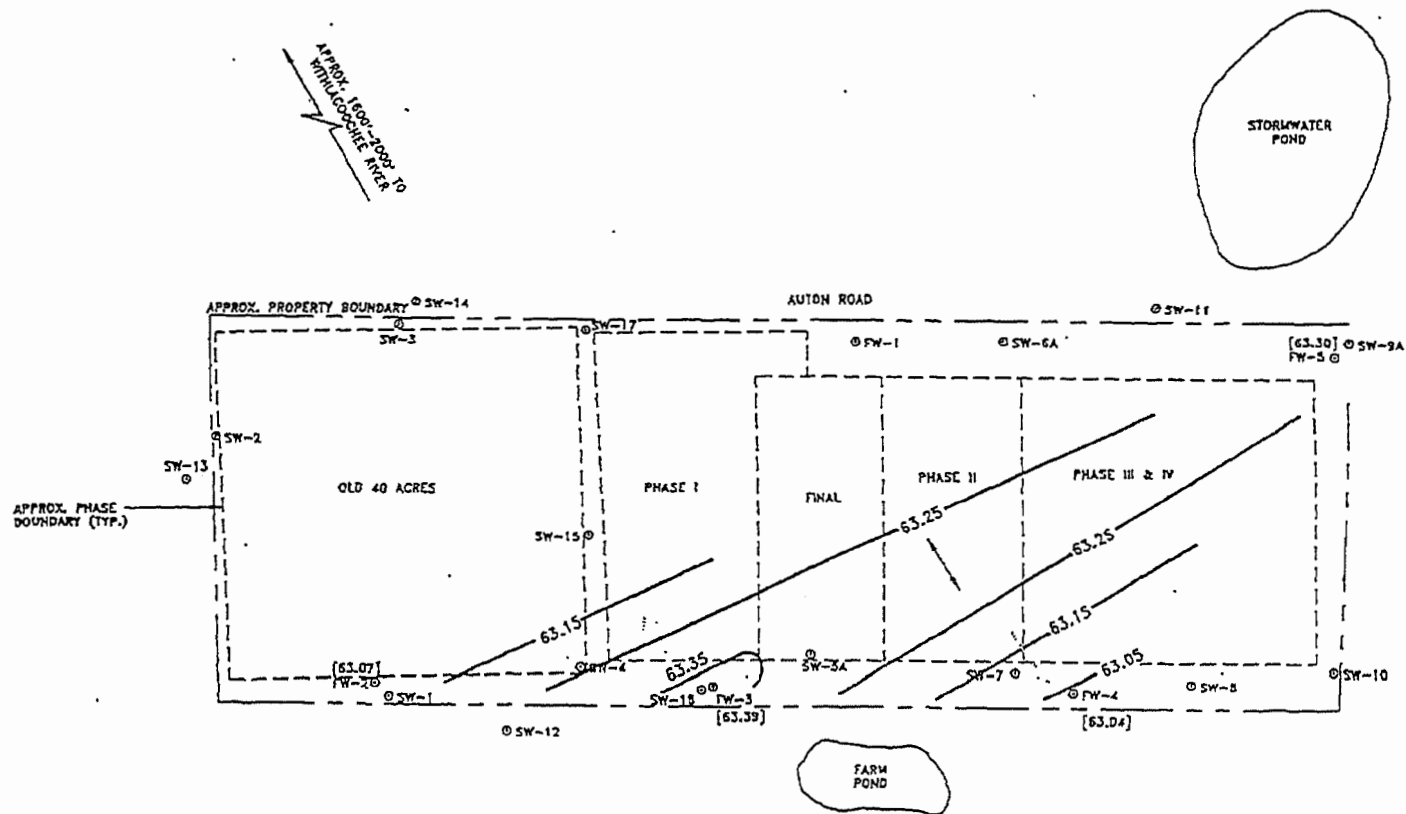 APPROX. 1600'-2000' TO
WITHLACOOCHEE RIVER
STORMWATER
POND
APPROX. PROPERTY BOUNDARY
SW-14
AUTON ROAD
SW-11
SW-3
SW-17
FW-1
SW-6A
[63.30]
FW-5
SW-9A
SW-2
SW-13
OLD 40 ACRES
PHASE I
FINAL
PHASE II
PHASE III & IV
APPROX. PHASE
BOUNDARY (TYP.)
SW-15
63.25
63.25
63.15
63.15
63.35
63.05
[63.07]
FW-2
SW-1
SW-4
SW-5A
SW-18
FW-3
[63.39]
SW-7
FW-4
[63.04]
SW-8
SW-10
SW-12
FARM
POND